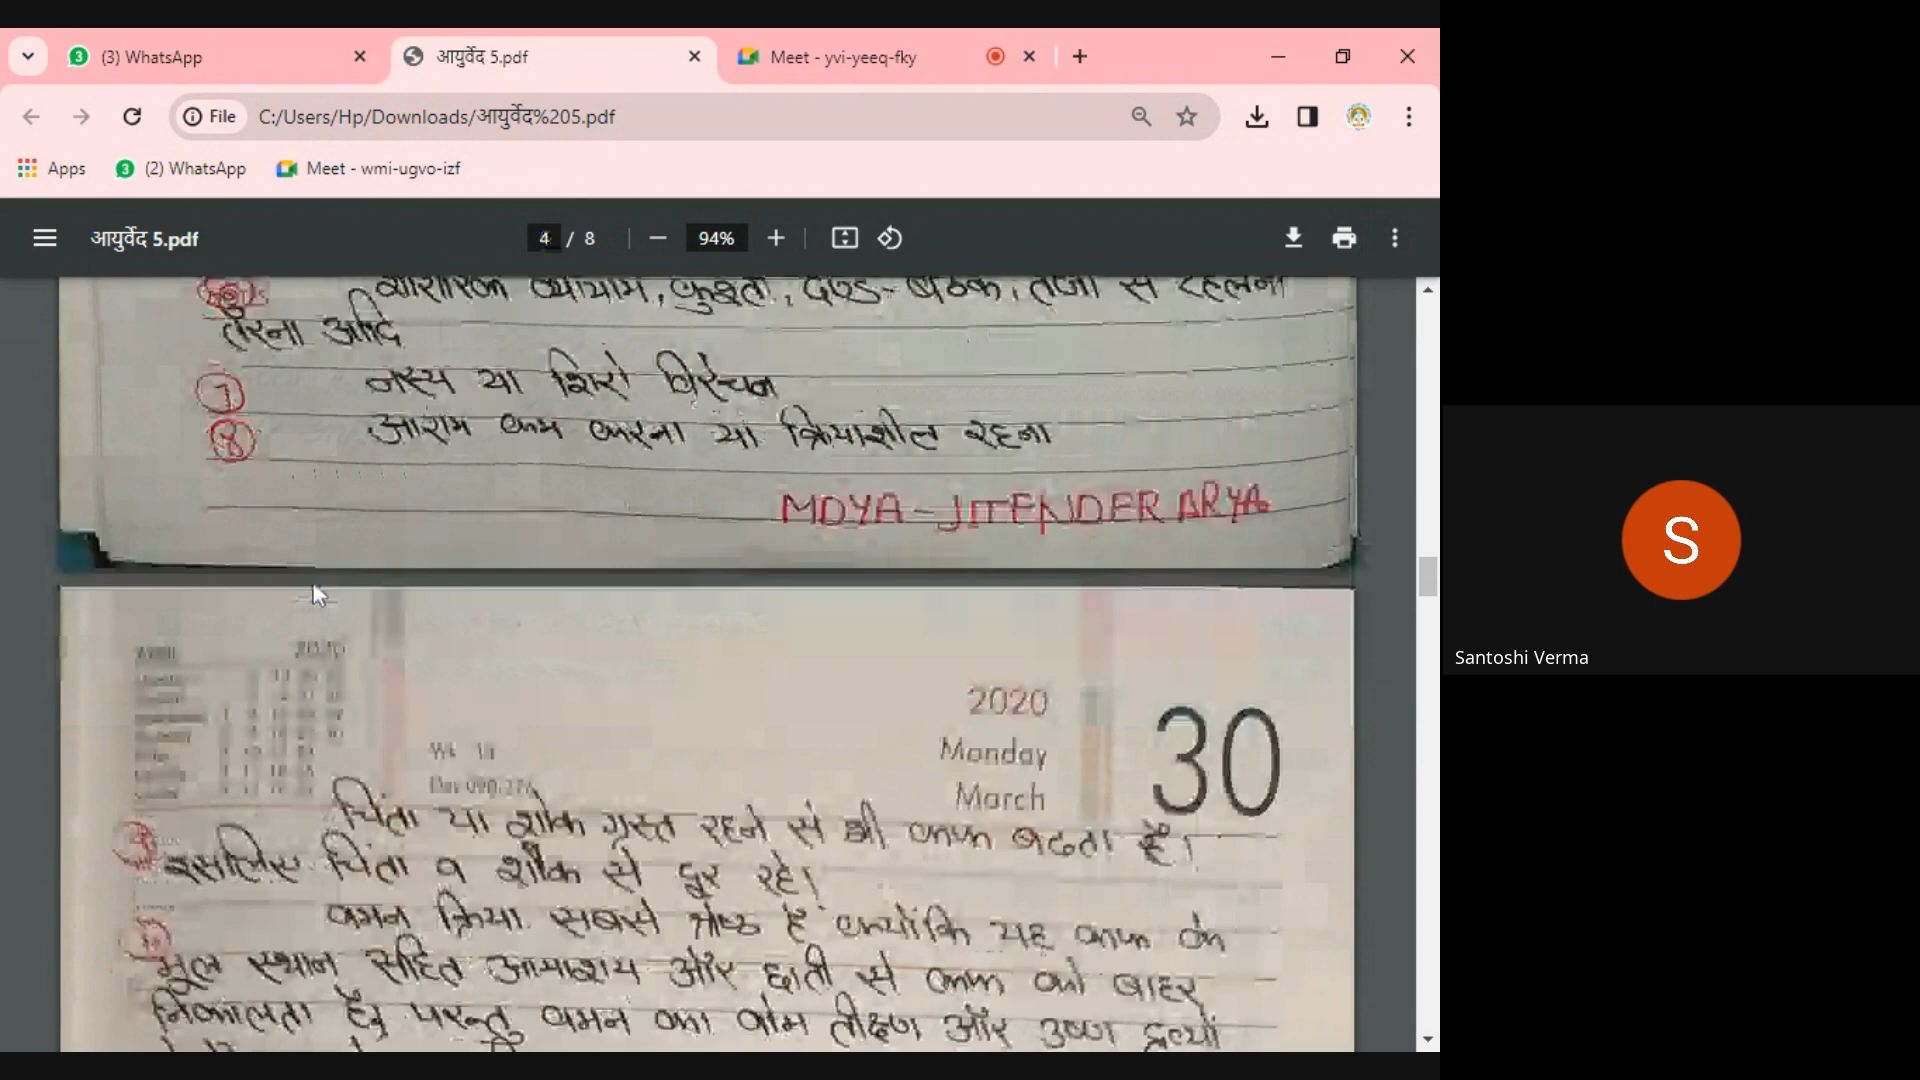 (3) WhatsApp
आयुर्वेद 5.pdf
Meet - yvi-yeeq-fky
File
C:/Users/Hp/Downloads/आयुर्वेद%205.pdf
Apps
(2) WhatsApp
Meet - wmi-ugvo-izf
आयुर्वेद 5.pdf
4 / 8
94%
शारीरिक व्यायाम, कुश्ती, दण्ड-बैठक, तेजी से टहलना
तैरना आदि
7 नस्य या शिरो विरेचन
8 आराम कम करना या क्रियाशील रहना
MDYA-JITENDER ARYA
2020
Monday
March
30
चिंता या शोक ग्रस्त रहने से भी कफ बढता है।
इसलिए चिंता व शोक से दूर रहे।
वमन क्रिया सबसे श्रेष्ठ है क्योंकि यह कफ के
मूल स्थान सहित आमाशय और छाती से कफ को बाहर
निकालता है, परन्तु वमन का तीक्ष्ण और उष्ण द्रव्यों
S
Santoshi Verma